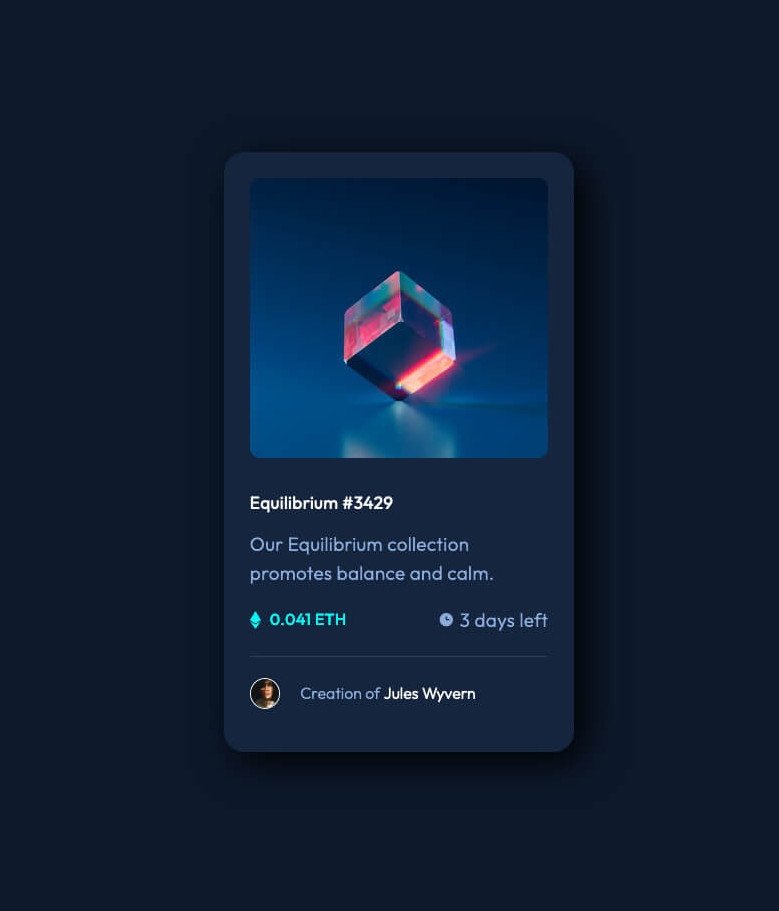 Equilibrium #3429
Our Equilibrium collection
promotes balance and calm.
0.041 ETH
3 days left
Creation of Jules Wyvern